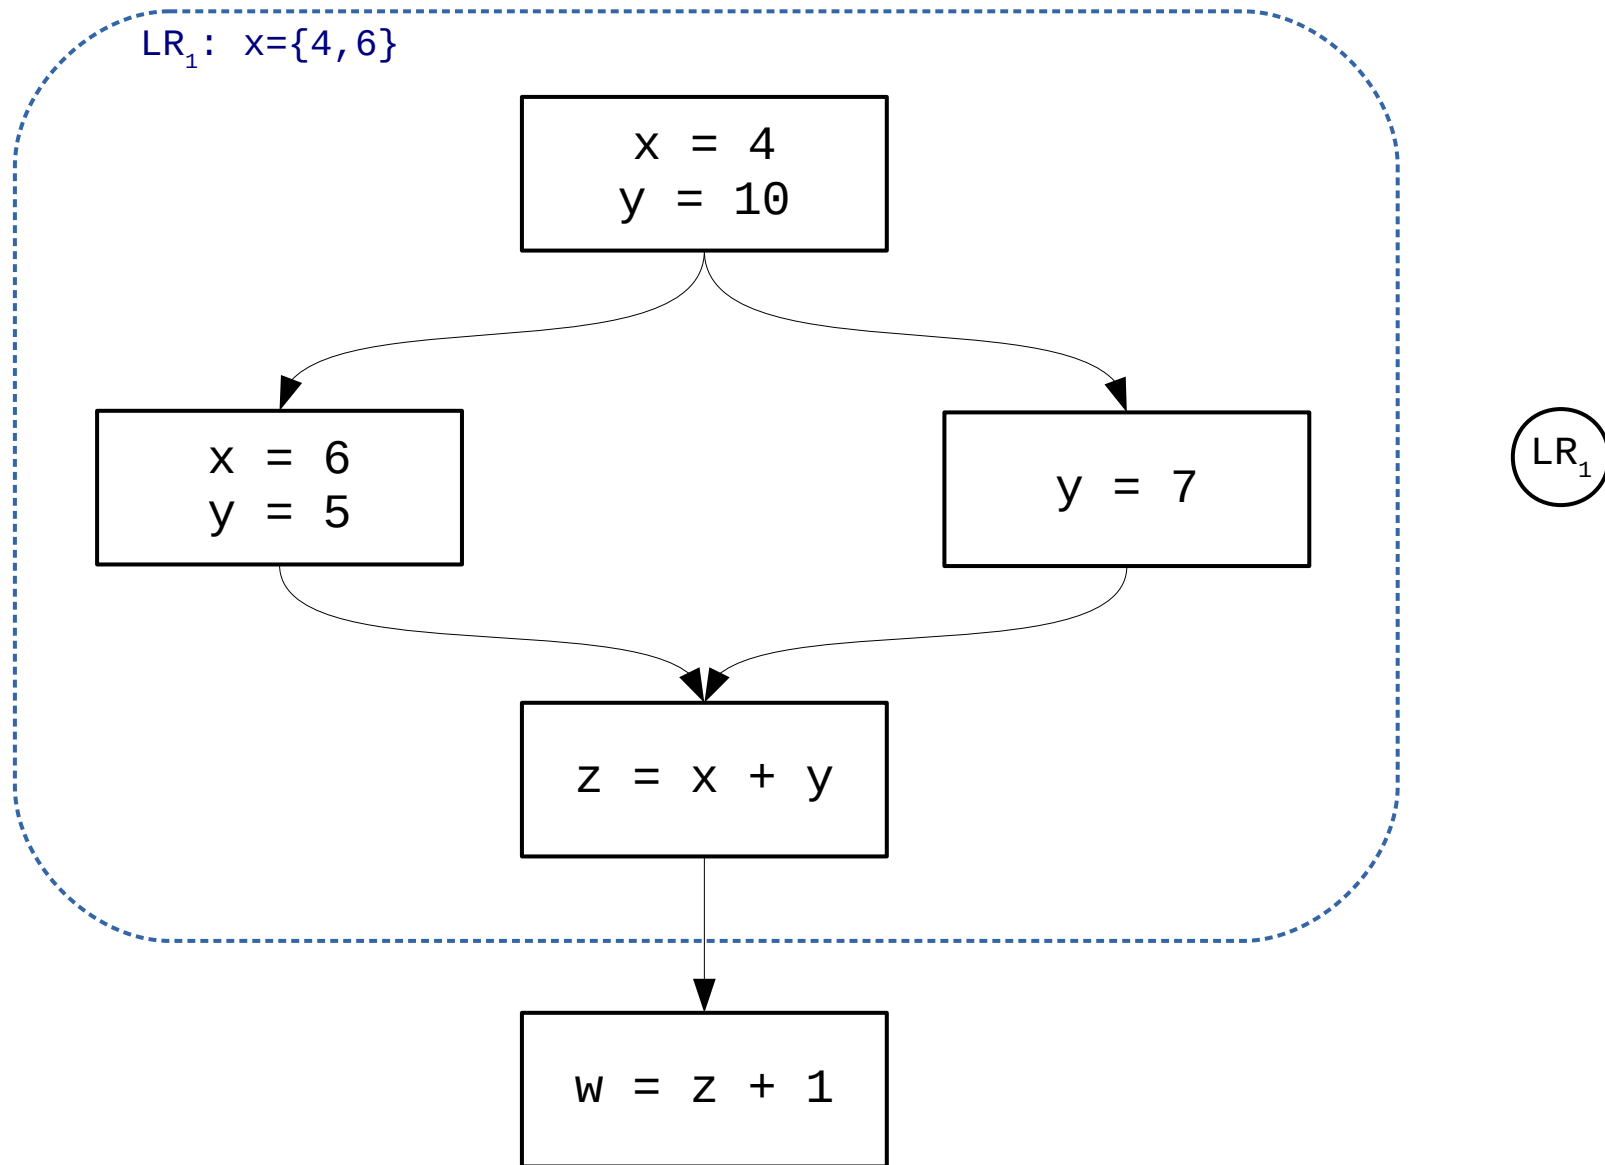 LR₁: x={4,6}
x = 4
y = 10
x = 6
y = 5
y = 7
LR₁
z = x + y
w = z + 1